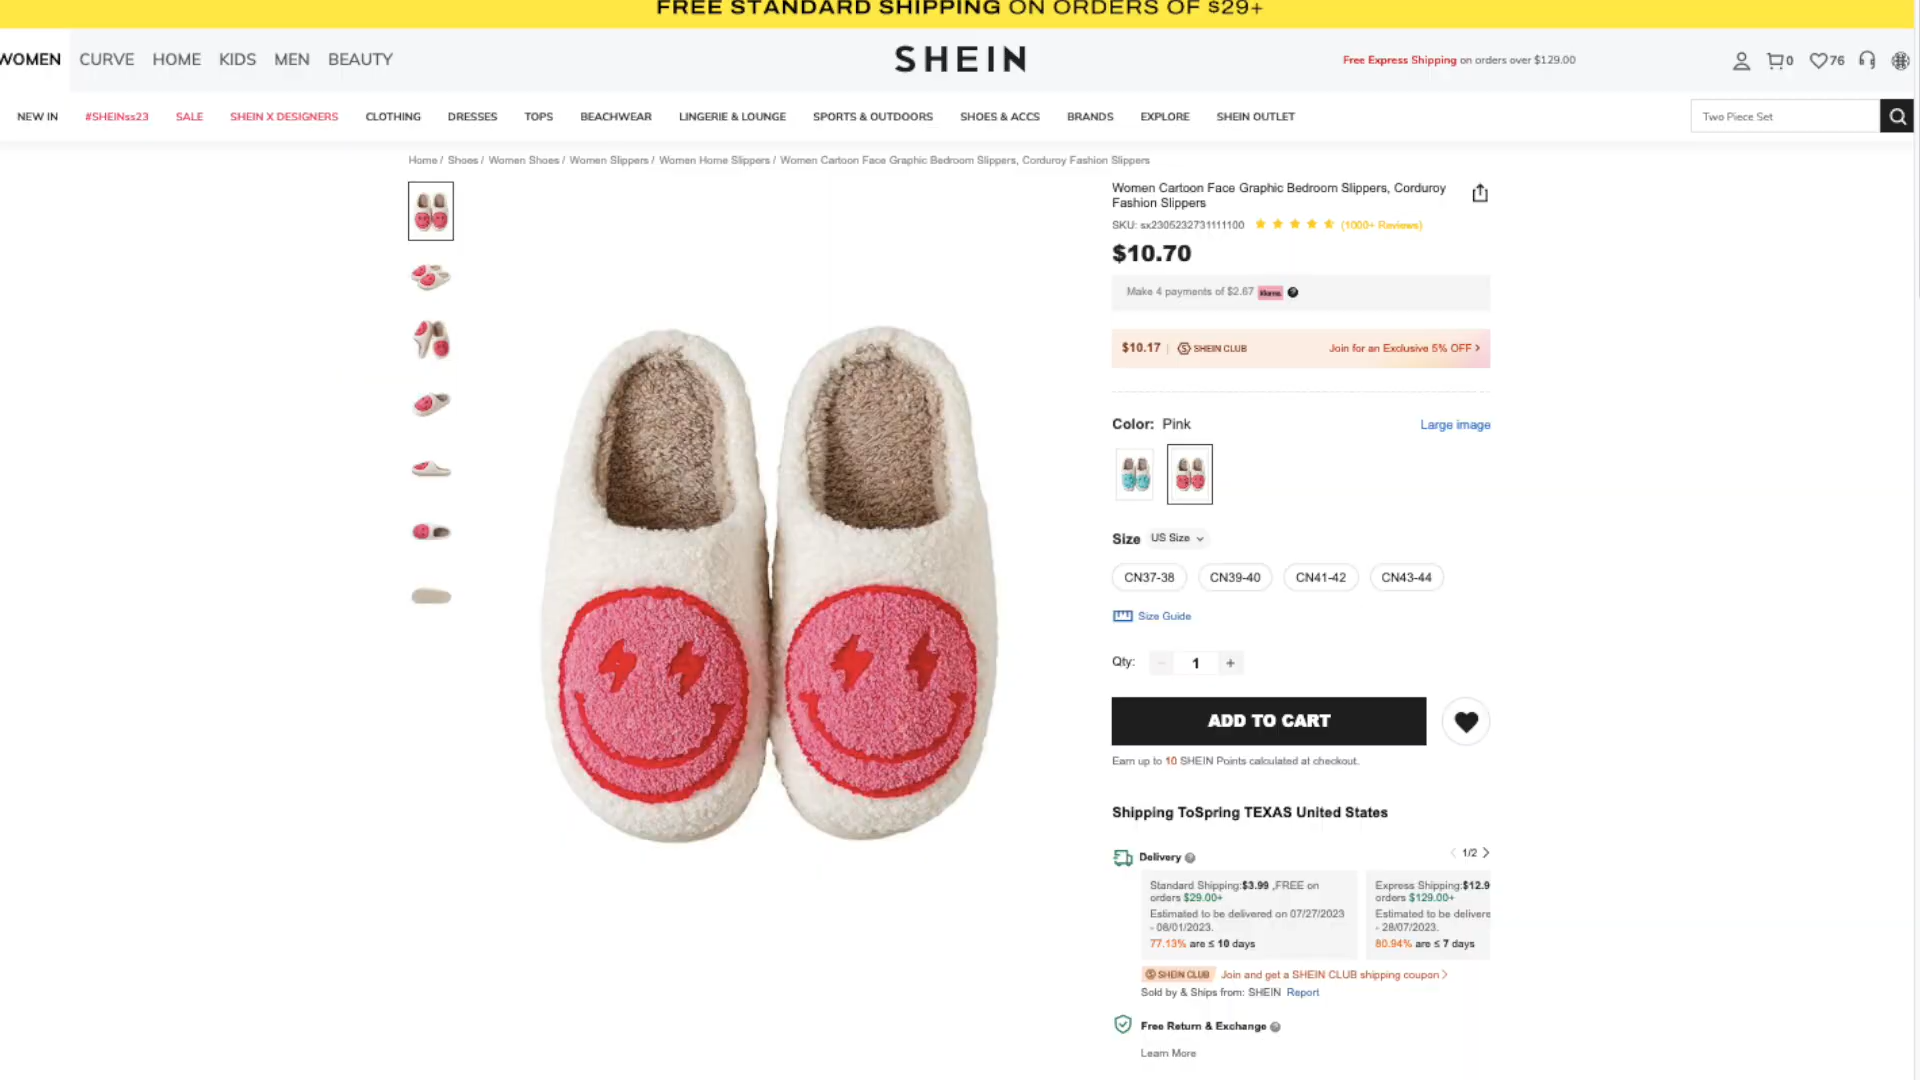 FREE STANDARD SHIPPING ON ORDERS OF $29+
WOMEN CURVE HOME KIDS MEN BEAUTY
SHEIN
Free Express Shipping on orders over $129.00
0
76
NEW IN #SHEINss23 SALE SHEIN X DESIGNERS CLOTHING DRESSES TOPS BEACHWEAR LINGERIE & LOUNGE SPORTS & OUTDOORS SHOES & ACCS BRANDS EXPLORE SHEIN OUTLET
Two Piece Set
Home / Shoes / Women Shoes / Women Slippers / Women Home Slippers / Women Cartoon Face Graphic Bedroom Slippers, Corduroy Fashion Slippers
Women Cartoon Face Graphic Bedroom Slippers, Corduroy
Fashion Slippers
SKU: sx2305232731111100 (1000+ Reviews)
$10.70
Make 4 payments of $2.67 Klarna. ?
$10.17 | S SHEIN CLUB Join for an Exclusive 5% OFF >
Color: Pink Large image
Size US Size
CN37-38 CN39-40 CN41-42 CN43-44
Size Guide
Qty: - 1 +
ADD TO CART
Earn up to 10 SHEIN Points calculated at checkout.
Shipping ToSpring TEXAS United States
Delivery ? < 1/2 >
Standard Shipping:$3.99 ,FREE on
orders $29.00+
Estimated to be delivered on 07/27/2023
- 08/01/2023.
77.13% are ≤ 10 days
Express Shipping:$12.9
orders $129.00+
Estimated to be delivere
- 28/07/2023.
80.94% are ≤ 7 days
S SHEIN CLUB Join and get a SHEIN CLUB shipping coupon >
Sold by & Ships from: SHEIN Report
Free Return & Exchange ?
Learn More